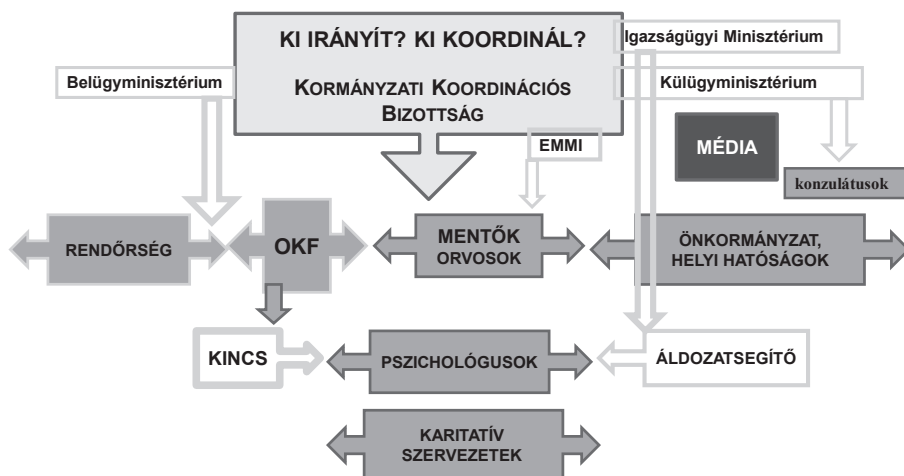 KI IRÁNYÍT? KI KOORDINÁL?
KORMÁNYZATI KOORDINÁCIÓS
BIZOTTSÁG
Igazságügyi Minisztérium
Belügyminisztérium
Külügyminisztérium
EMMI
MÉDIA
konzulátusok
RENDŐRSÉG
OKF
MENTŐK
ORVOSOK
ÖNKORMÁNYZAT,
HELYI HATÓSÁGOK
KINCS
PSZICHOLÓGUSOK
ÁLDOZATSEGÍTŐ
KARITATÍV
SZERVEZETEK